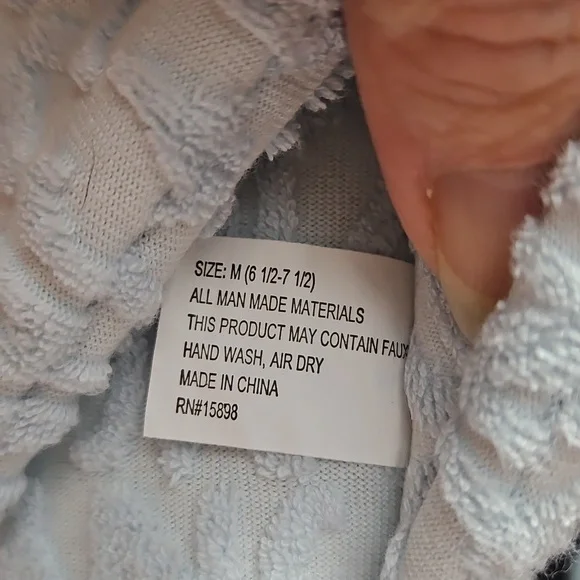 SIZE: M (6 1/2-7 1/2)
ALL MAN MADE MATERIALS
THIS PRODUCT MAY CONTAIN FAUX
HAND WASH, AIR DRY
MADE IN CHINA
RN#15898